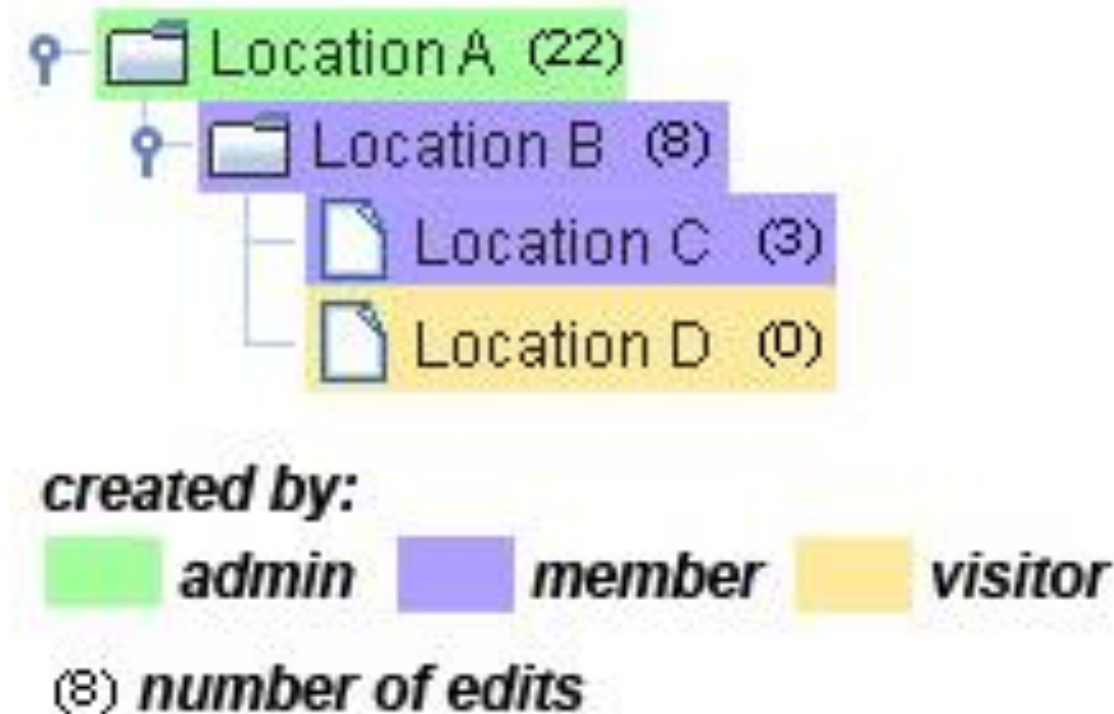 Location A (22)
Location B (8)
Location C (3)
Location D (0)
created by:
admin member visitor
(8) number of edits